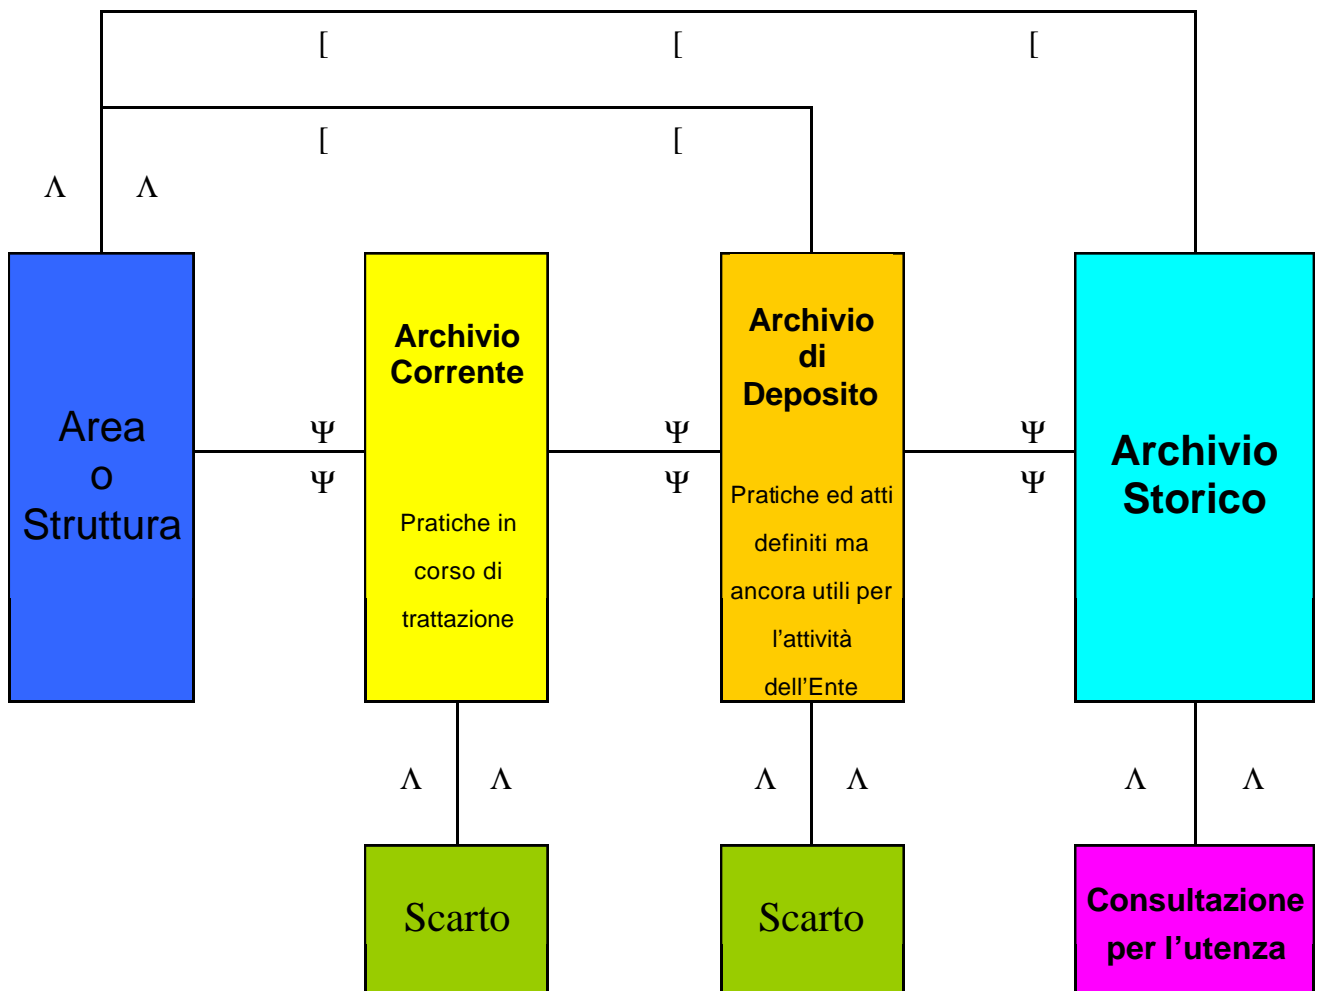 [ [ [
[ [
Λ Λ
Area
o
Struttura
Archivio
Corrente
Pratiche in
corso di
trattazione
Archivio
di
Deposito
Pratiche ed atti
definiti ma
ancora utili per
l’attività
dell’Ente
Archivio
Storico
Ψ Ψ Ψ
Ψ Ψ Ψ
Λ Λ Λ Λ Λ Λ
Scarto
Scarto
Consultazione
per l’utenza